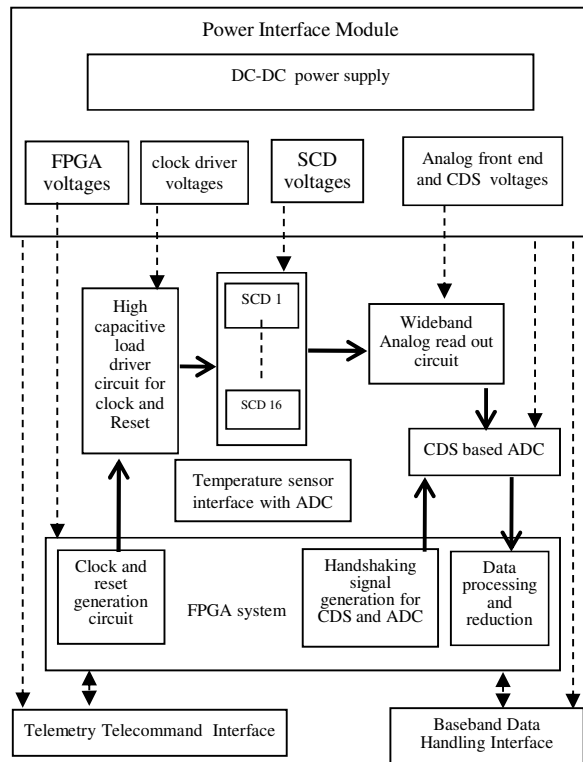 Power Interface Module
DC-DC power supply
FPGA
voltages
clock driver
voltages
SCD
voltages
Analog front end
and CDS voltages
High
capacitive
load
driver
circuit for
clock and
Reset
SCD 1
SCD 16
Wideband
Analog read out
circuit
CDS based ADC
Temperature sensor
interface with ADC
Clock and
reset
generation
circuit
FPGA system
Handshaking
signal
generation for
CDS and ADC
Data
processing
and
reduction
Telemetry Telecommand Interface
Baseband Data
Handling Interface